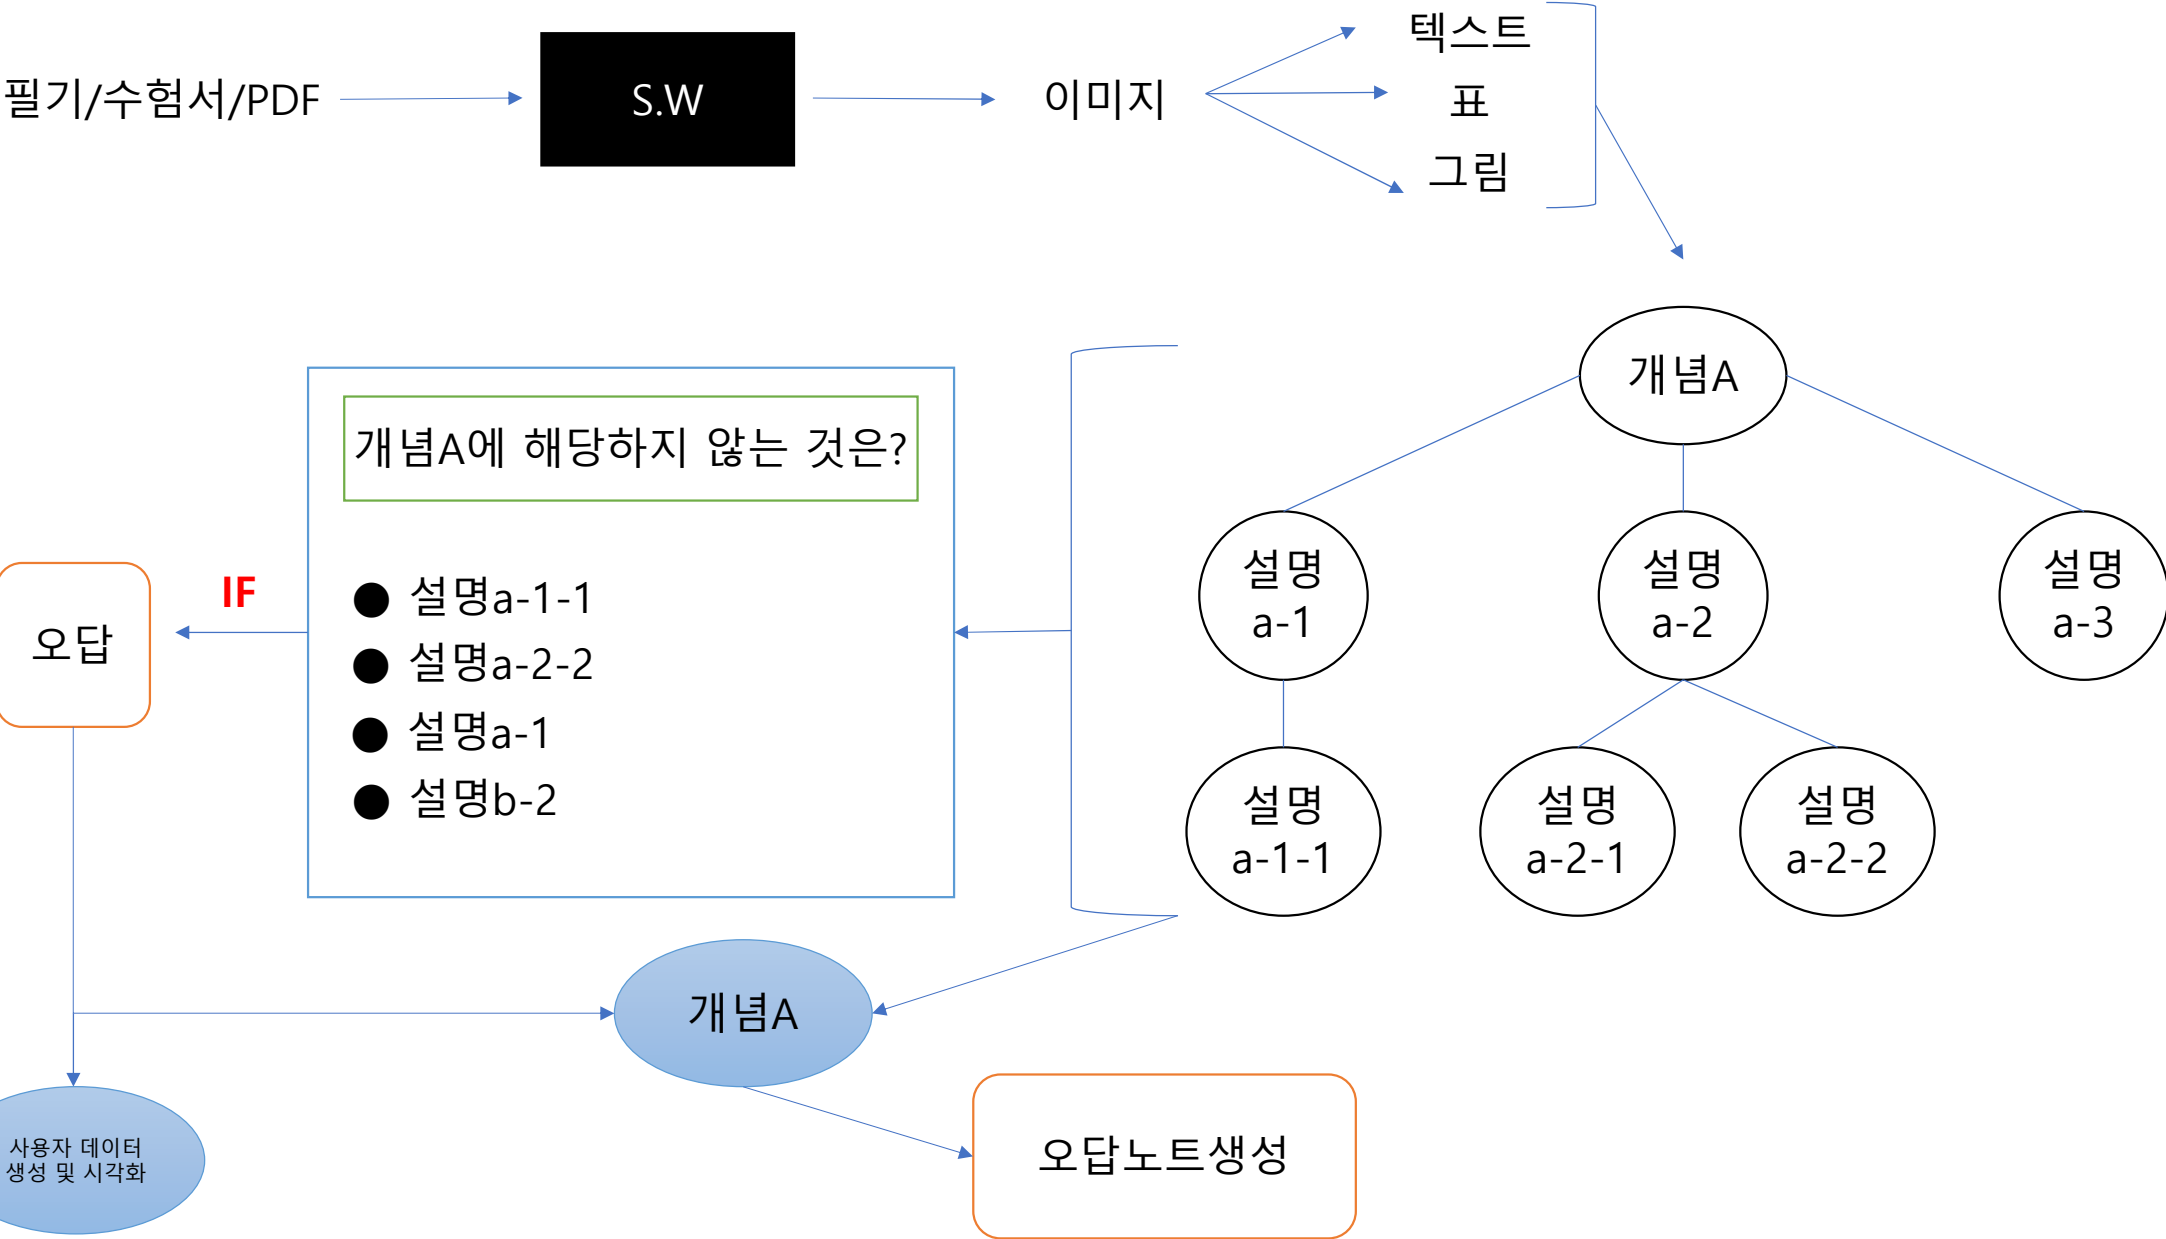 필기/수험서/PDF
S.W
이미지
텍스트
표
그림
개념A
설명
a-1
설명
a-2
설명
a-3
설명
a-1-1
설명
a-2-1
설명
a-2-2
개념A에 해당하지 않는 것은?
● 설명a-1-1
● 설명a-2-2
● 설명a-1
● 설명b-2
IF
오답
개념A
사용자 데이터
생성 및 시각화
오답노트생성